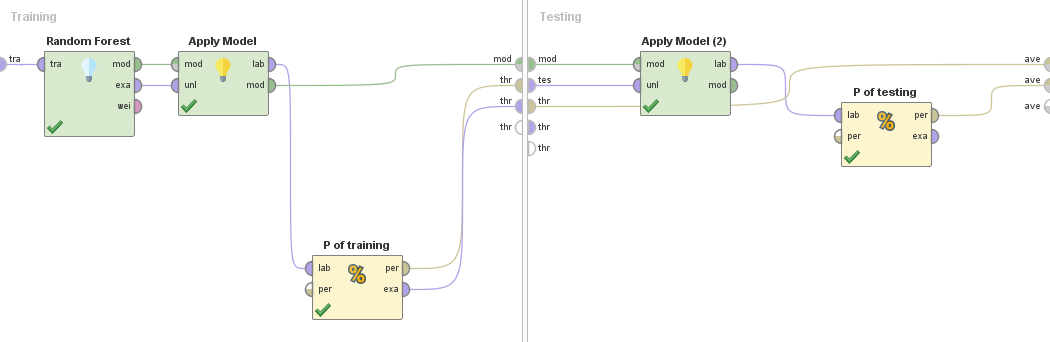 Training
tra
Random Forest
tra
mod
exa
wei
Apply Model
mod
lab
unl
mod
mod
thr
thr
thr
P of training
lab
per
per
exa
Testing
mod
tes
thr
thr
thr
Apply Model (2)
mod
lab
unl
mod
P of testing
lab
per
per
exa
ave
ave
ave